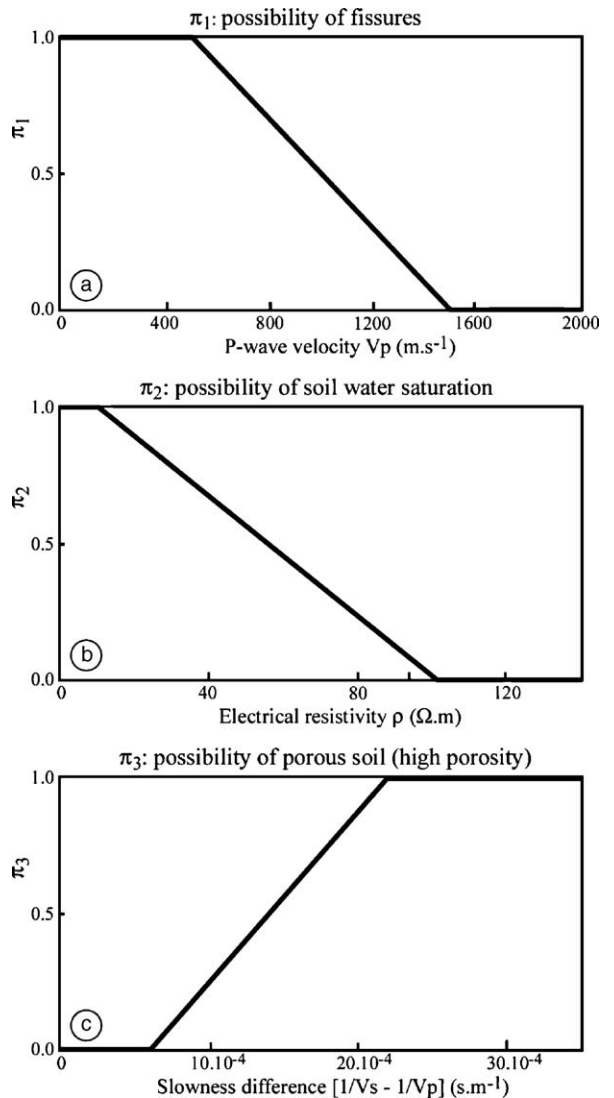 π₁: possibility of fissures
1.0
π₁
0.5
a
0.0
0 400 800 1200 1600 2000
P-wave velocity Vp (m.s⁻¹)
π₂: possibility of soil water saturation
1.0
π₂
0.5
b
0.0
0 40 80 120
Electrical resistivity ρ (Ω.m)
π₃: possibility of porous soil (high porosity)
1.0
π₃
0.5
c
0.0
0 10.10⁻⁴ 20.10⁻⁴ 30.10⁻⁴
Slowness difference [1/Vs - 1/Vp] (s.m⁻¹)